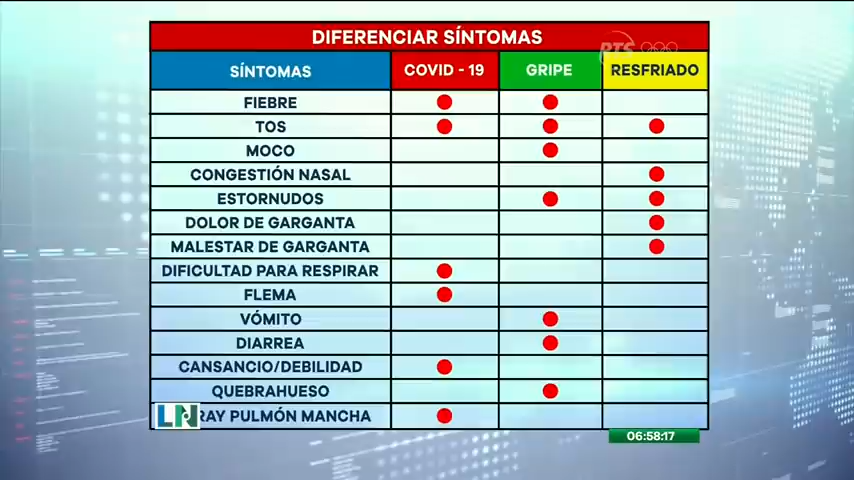 DIFERENCIAR SÍNTOMAS
RTS
SÍNTOMAS COVID - 19 GRIPE RESFRIADO
FIEBRE
TOS
MOCO
CONGESTIÓN NASAL
ESTORNUDOS
DOLOR DE GARGANTA
MALESTAR DE GARGANTA
DIFICULTAD PARA RESPIRAR
FLEMA
VÓMITO
DIARREA
CANSANCIO/DEBILIDAD
QUEBRAHUESO
LN RAY PULMÓN MANCHA
06:58:17